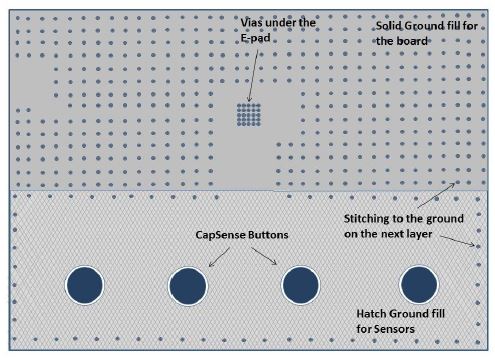 Vias under the
E-pad
Solid Ground fill for
the board
Stitching to the ground
on the next layer
CapSense Buttons
Hatch Ground fill
for Sensors